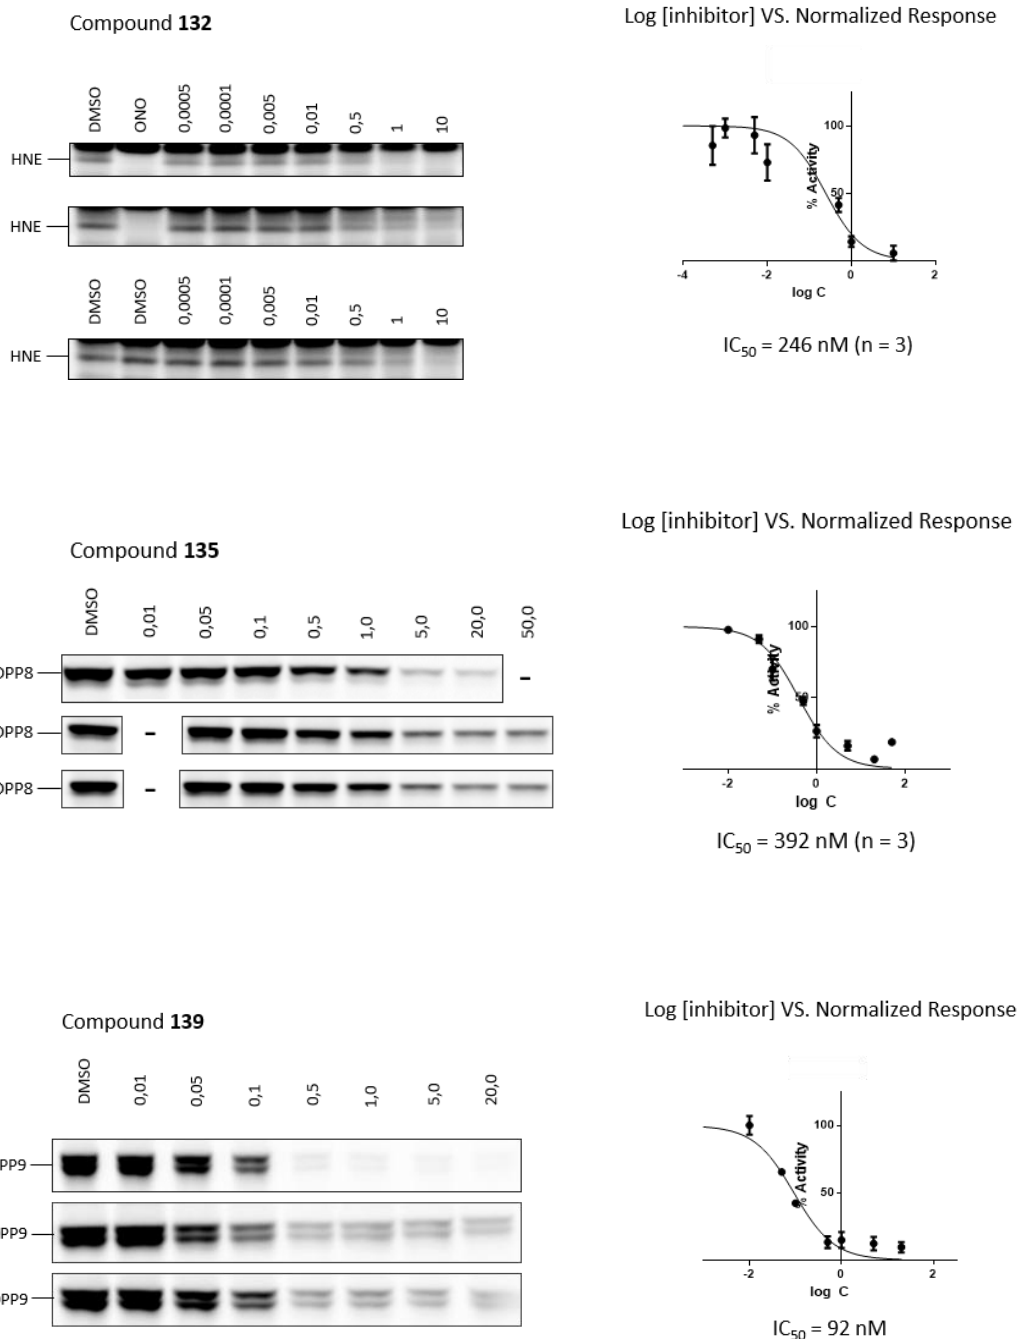 Compound 132
Log [inhibitor] VS. Normalized Response
DMSO ONO 0,0005 0,0001 0,005 0,01 0,5 1 10
HNE
HNE
DMSO DMSO 0,0005 0,0001 0,005 0,01 0,5 1 10
HNE
100
50
% Activity
-4 -2 0 2
log C
IC50 = 246 nM (n = 3)
Compound 135
Log [inhibitor] VS. Normalized Response
DMSO 0,01 0,05 0,1 0,5 1,0 5,0 20,0 50,0
DPP8 –
DPP8 –
DPP8 –
100
50
% Activity
-2 0 2
log C
IC50 = 392 nM (n = 3)
Compound 139
Log [inhibitor] VS. Normalized Response
DMSO 0,01 0,05 0,1 0,5 1,0 5,0 20,0
PP9
PP9
PP9
100
50
% Activity
-2 0 2
log C
IC50 = 92 nM